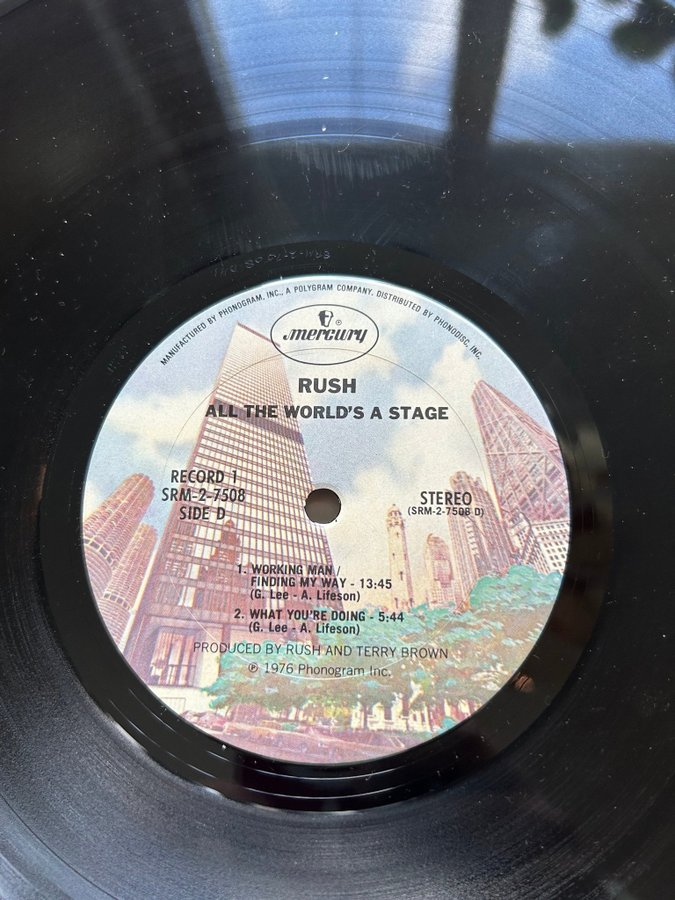 MANUFACTURED BY PHONOGRAM, INC., A POLYGRAM COMPANY. DISTRIBUTED BY PHONODISC, INC.
mercury ®
RUSH
ALL THE WORLD'S A STAGE
RECORD 1
SRM-2-7508
SIDE D
STEREO
(SRM-2-7508 D)
1. WORKING MAN /
FINDING MY WAY - 13:45
(G. Lee - A. Lifeson)
2. WHAT YOU'RE DOING - 5:44
(G. Lee - A. Lifeson)
PRODUCED BY RUSH AND TERRY BROWN
℗ 1976 Phonogram Inc.